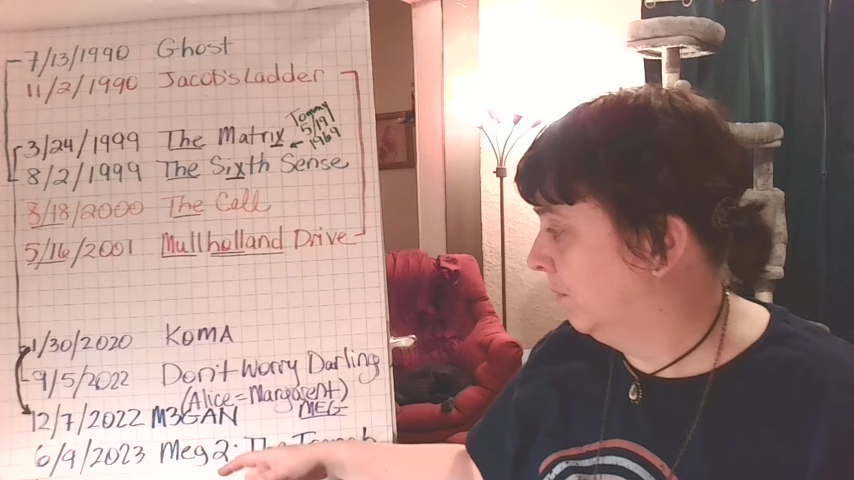 7/13/1990 Ghost
11/2/1990 Jacob's Ladder
Tommy
5/19/
1969
3/24/1999 The Matrix
8/2/1999 The Sixth Sense
8/18/2000 The Cell
5/16/2001 Mullholland Drive
1/30/2020 KOMA
9/5/2022 Don't Worry Darling
(Alice=Margarent)
12/7/2022 M3GAN MEG
6/9/2023 Meg 2: The